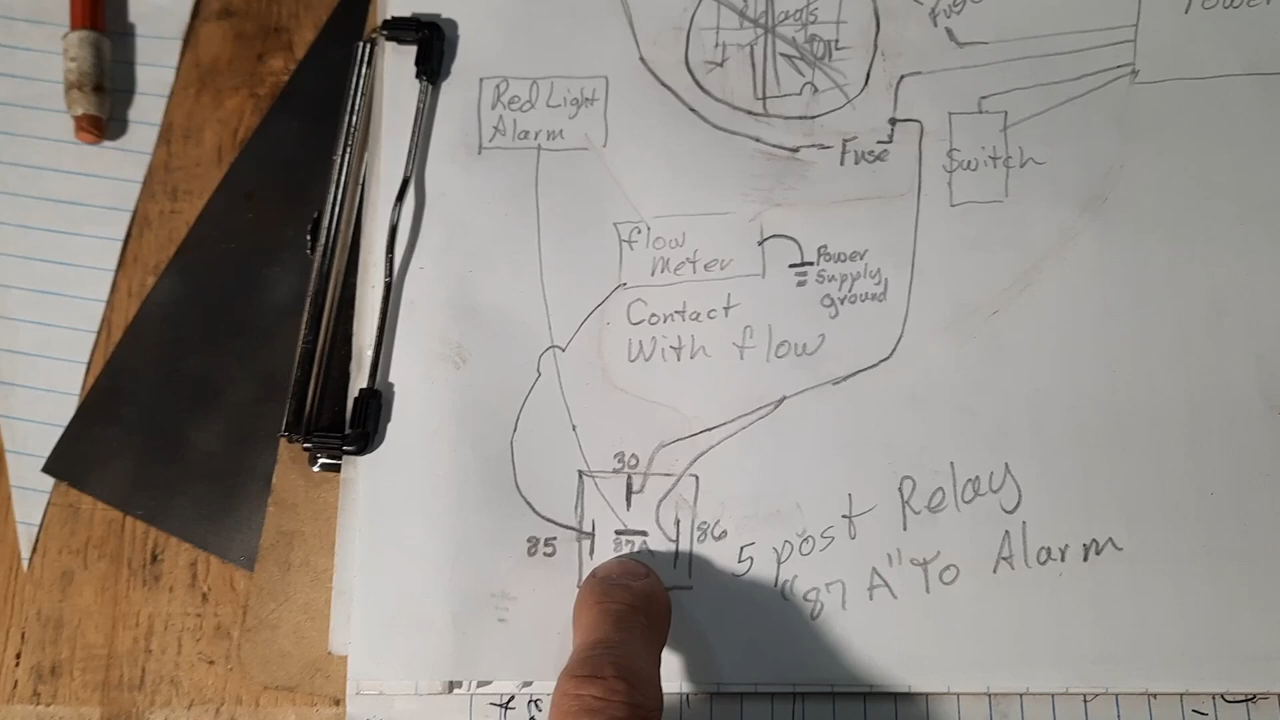 Fuse
Red Light
Alarm
Fuse
Switch
flow
meter
Power
Supply
ground
Contact
With flow
30
85
87A
86
5 post Relay
"87 A" To Alarm